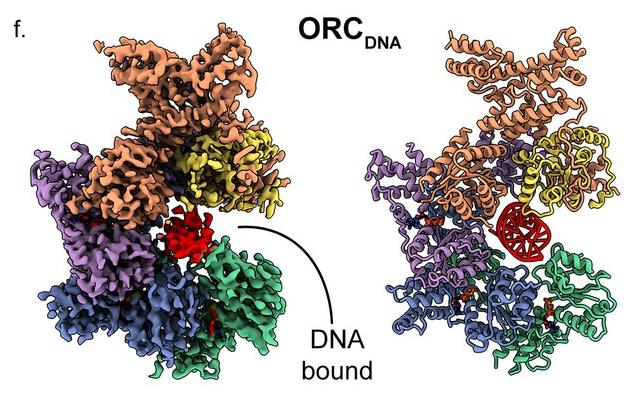 f.
ORC DNA
DNA
bound